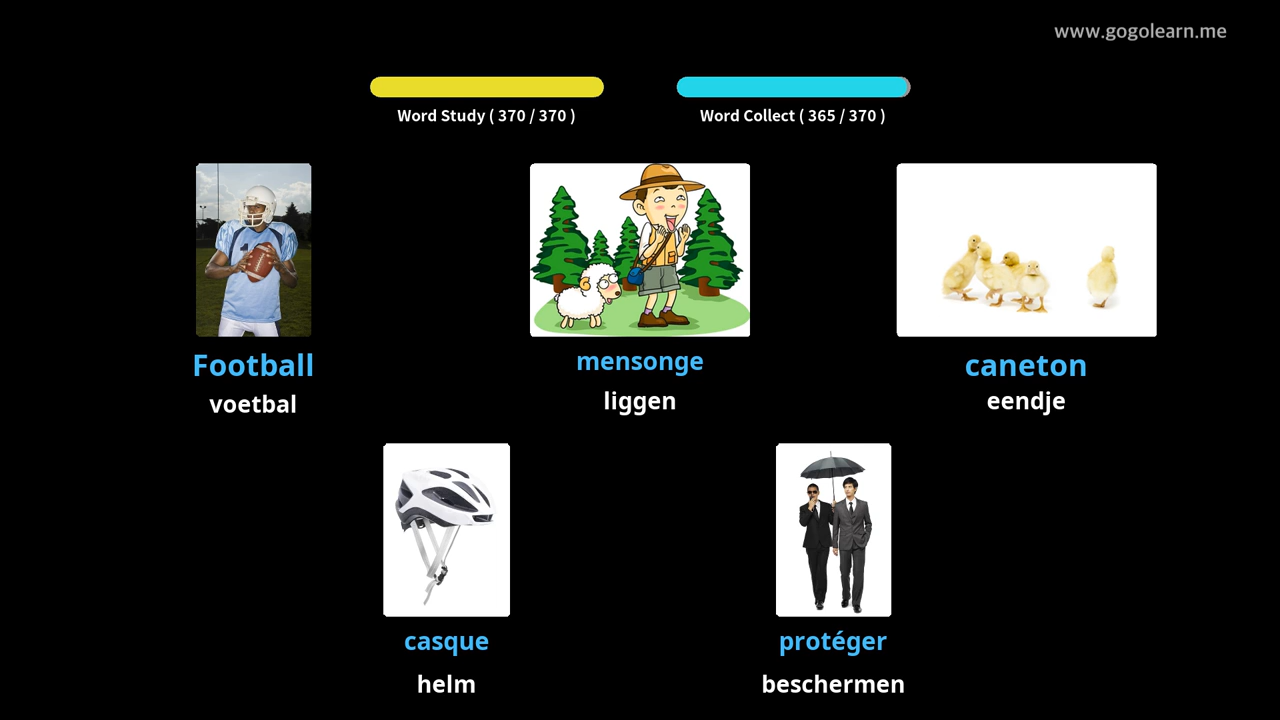 www.gogolearn.me
Word Study ( 370 / 370 )
Word Collect ( 365 / 370 )
Football
voetbal
mensonge
liggen
caneton
eendje
casque
helm
protéger
beschermen